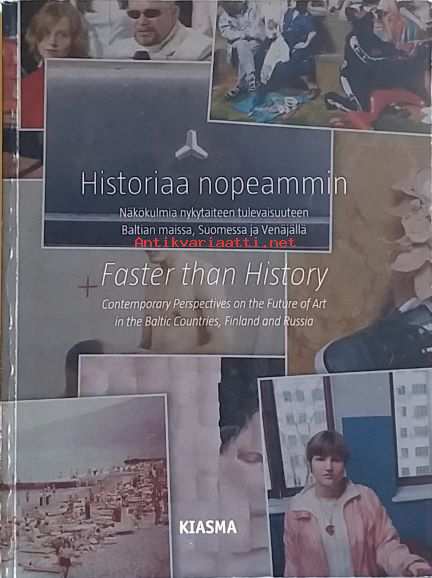 Historiaa nopeammin
Näkökulmia nykytaiteen tulevaisuuteen
Baltian maissa, Suomessa ja Venäjällä
Antikvariaatti.net
Faster than History
Contemporary Perspectives on the Future of Art
in the Baltic Countries, Finland and Russia
KIASMA